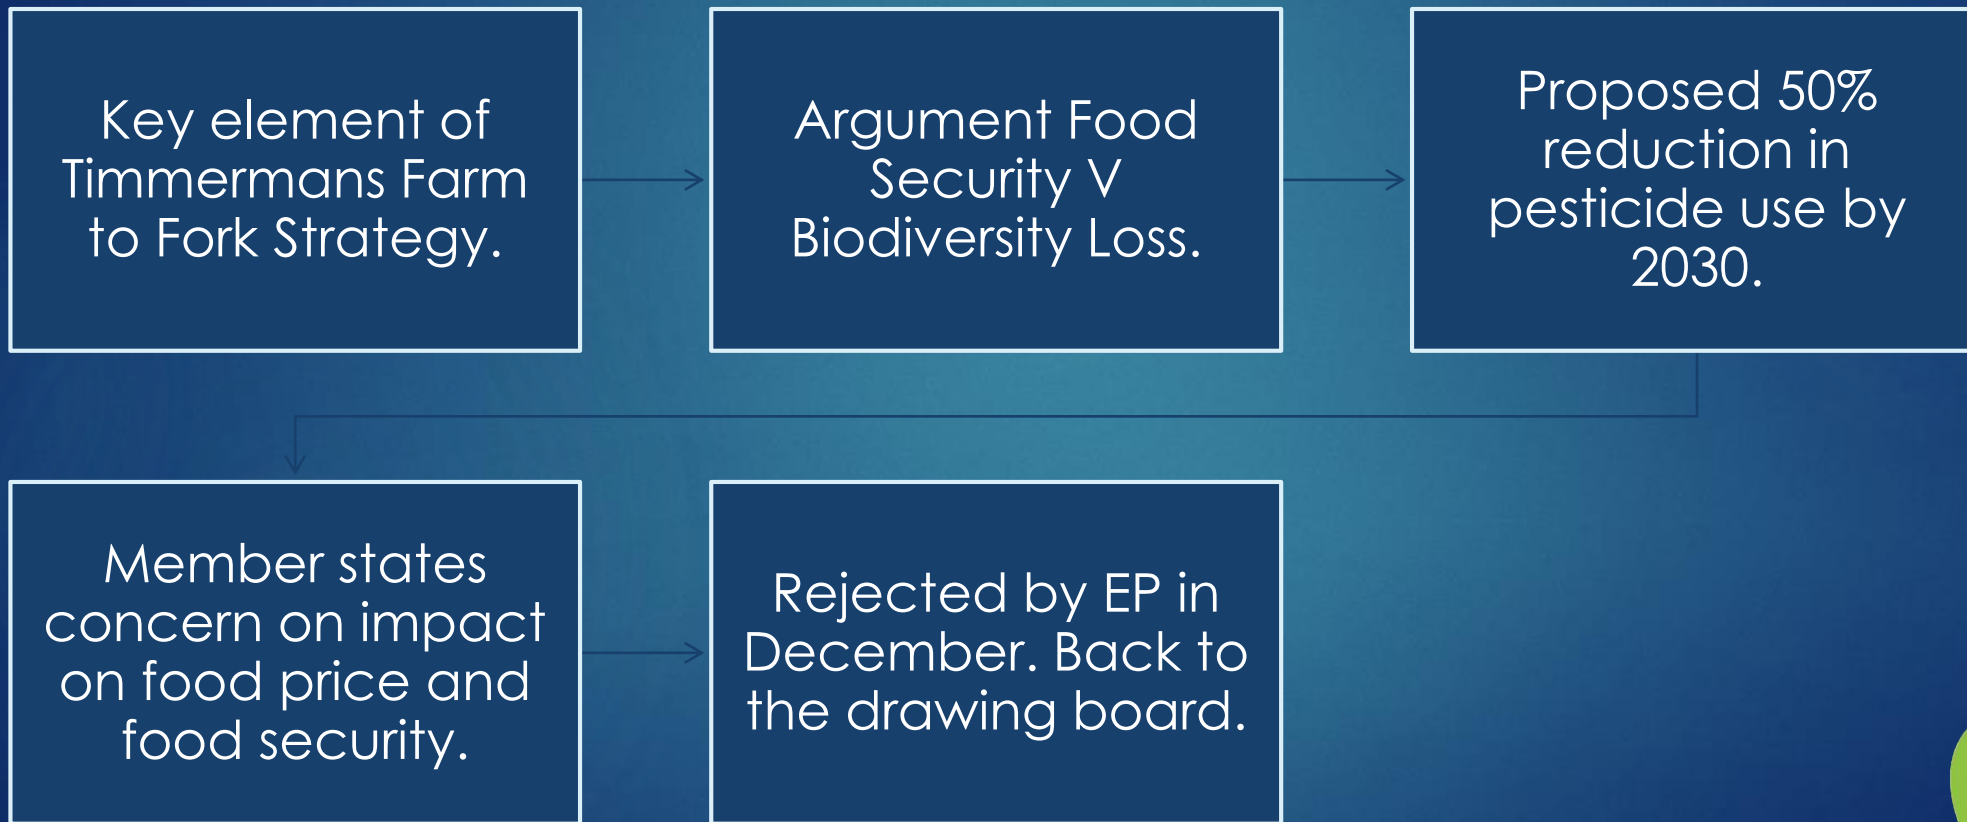 Key element of
Timmermans Farm
to Fork Strategy.
Argument Food
Security V
Biodiversity Loss.
Proposed 50%
reduction in
pesticide use by
2030.
Member states
concern on impact
on food price and
food security.
Rejected by EP in
December. Back to
the drawing board.